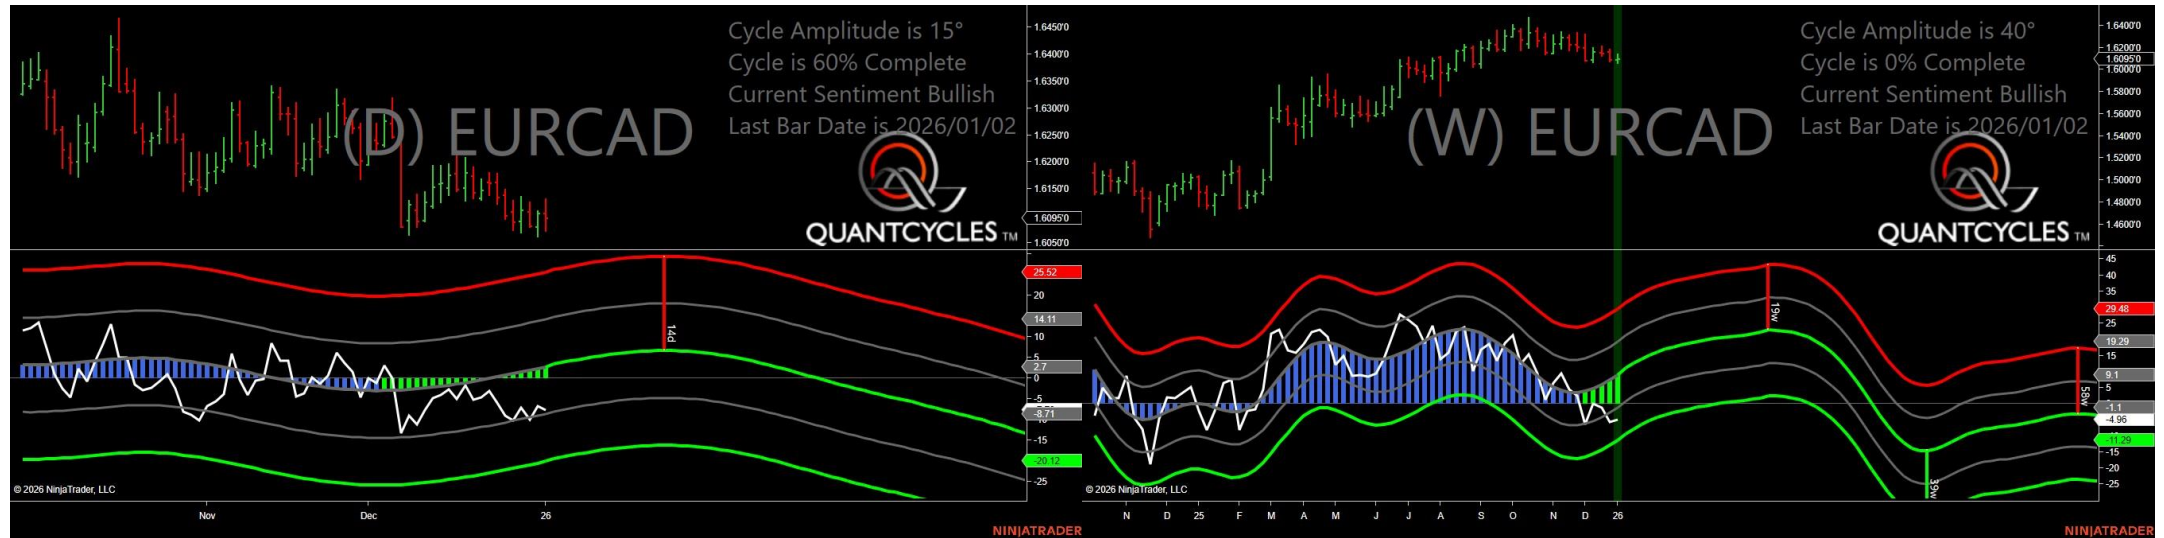 Cycle Amplitude is 15°
Cycle is 60% Complete
Current Sentiment Bullish
Last Bar Date is 2026/01/02
(D) EURCAD
QUANTCYCLES TM
1.6450'0
1.6400'0
1.6350'0
1.6300'0
1.6250'0
1.6200'0
1.6150'0
1.6095'0
1.6050'0
25.52
20
14.11
10
5
2.7
0
-5
-8.71
-15
-20.12
-25
14d
© 2026 NinjaTrader, LLC
Nov Dec 26
NINJATRADER
Cycle Amplitude is 40°
Cycle is 0% Complete
Current Sentiment Bullish
Last Bar Date is 2026/01/02
(W) EURCAD
QUANTCYCLES TM
1.6400'0
1.6200'0
1.6095'0
1.6000'0
1.5800'0
1.5600'0
1.5400'0
1.5200'0
1.5000'0
1.4800'0
1.4600'0
45
40
35
29.48
25
19.29
15
9.1
5
-1.1
-4.96
-11.29
-15
-20
-25
19w
39w
58w
© 2026 NinjaTrader, LLC
N D 25 F M A M J J A S O N D 26
NINJATRADER